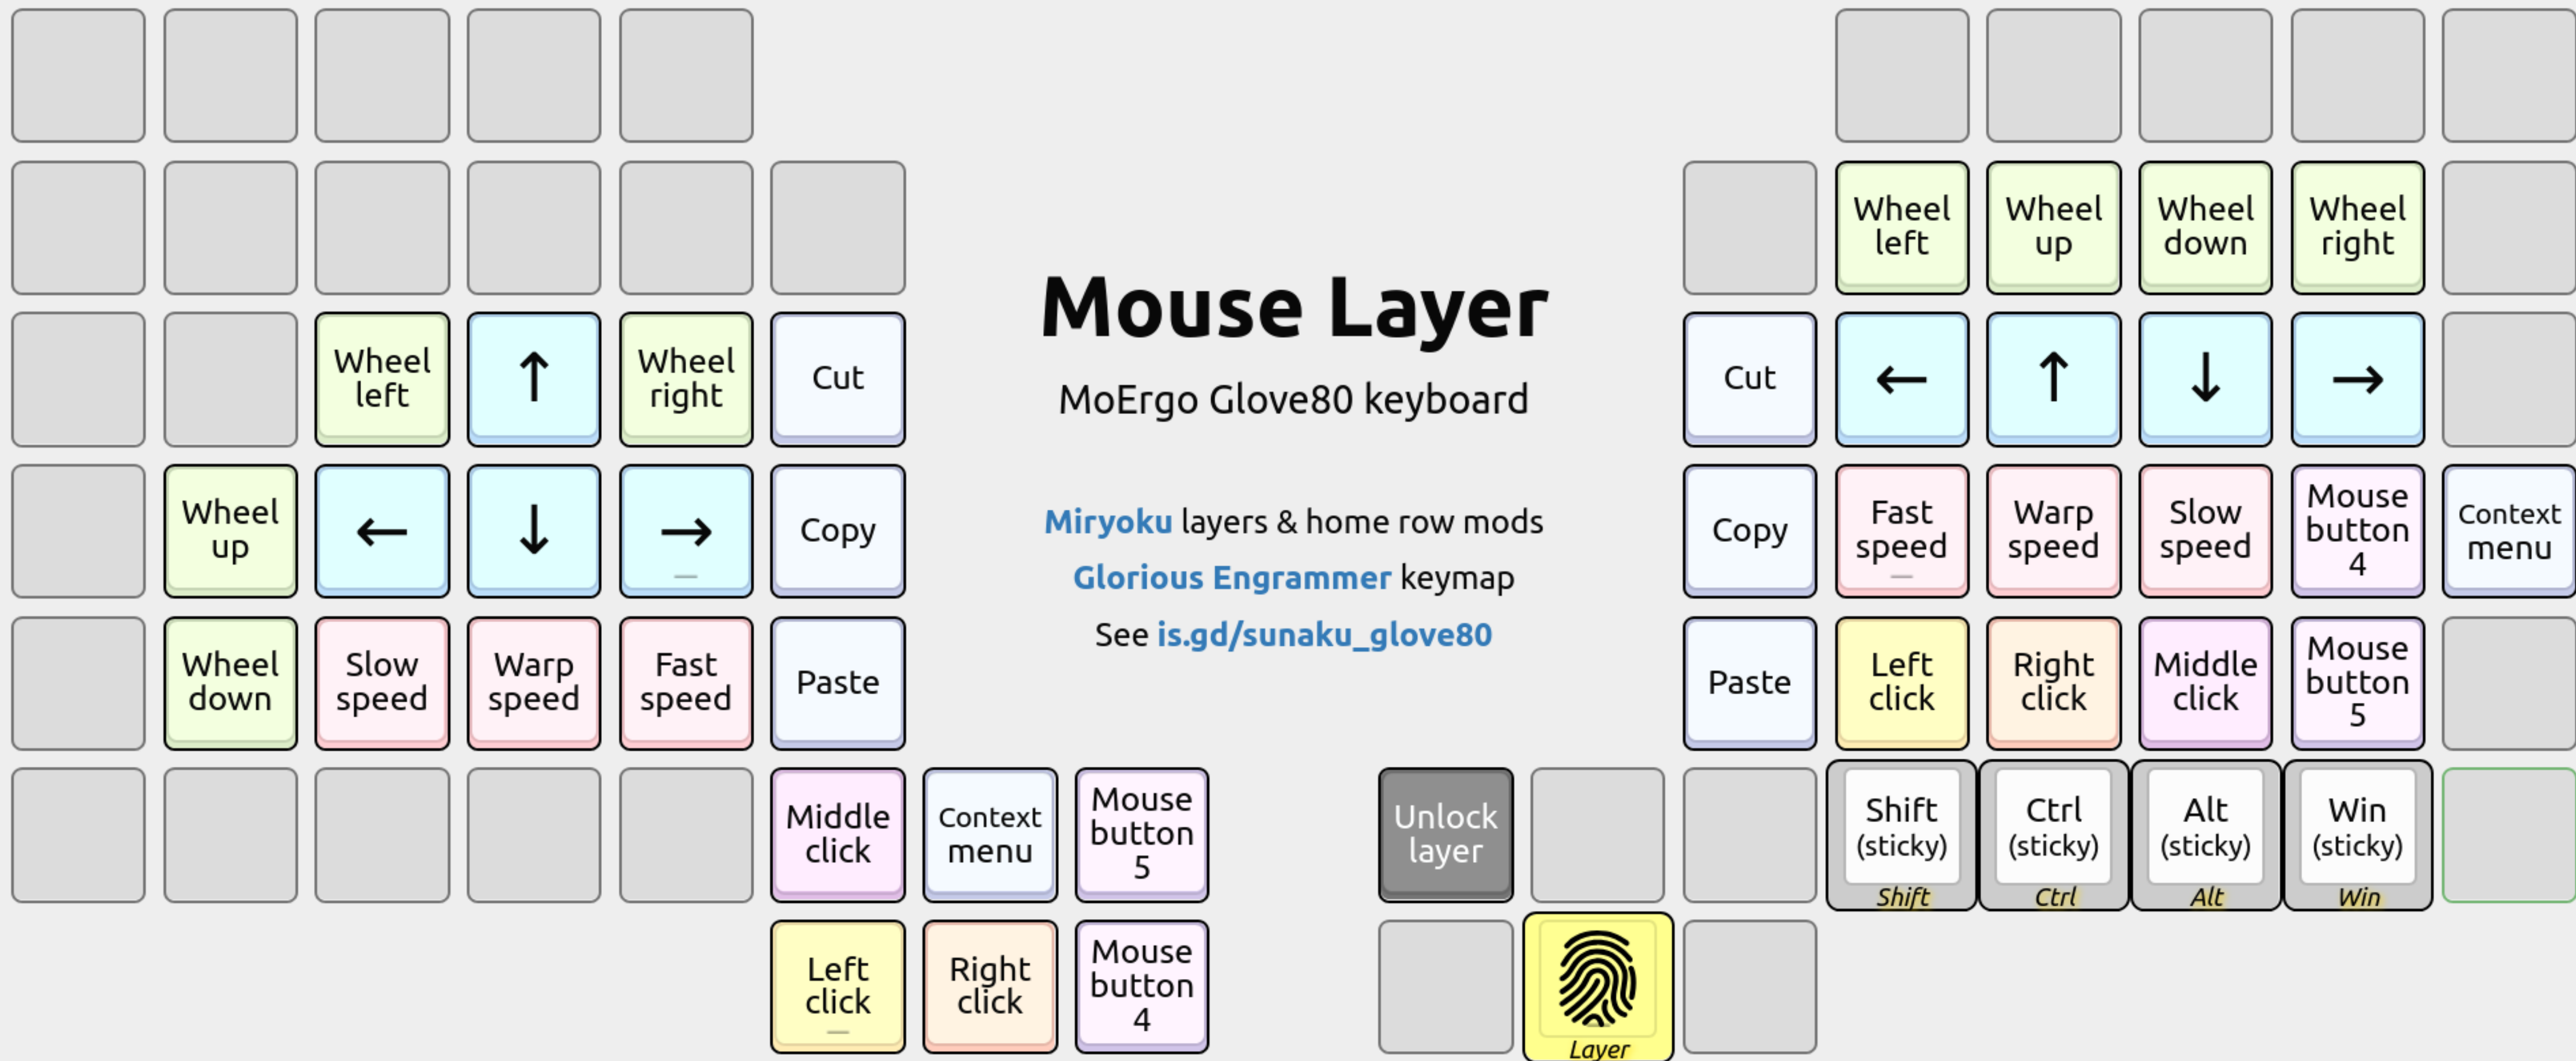 Wheel left
Wheel up
Wheel down
Wheel right
Mouse Layer
MoErgo Glove80 keyboard
Miryoku layers & home row mods
Glorious Engrammer keymap
See is.gd/sunaku_glove80
Wheel left
↑
Wheel right
Cut
Cut
←
↑
↓
→
Wheel up
←
↓
→
Copy
Copy
Fast speed
Warp speed
Slow speed
Mouse button 4
Context menu
Wheel down
Slow speed
Warp speed
Fast speed
Paste
Paste
Left click
Right click
Middle click
Mouse button 5
Middle click
Context menu
Mouse button 5
Unlock layer
Shift (sticky)
Shift
Ctrl (sticky)
Ctrl
Alt (sticky)
Alt
Win (sticky)
Win
Left click
Right click
Mouse button 4
Layer